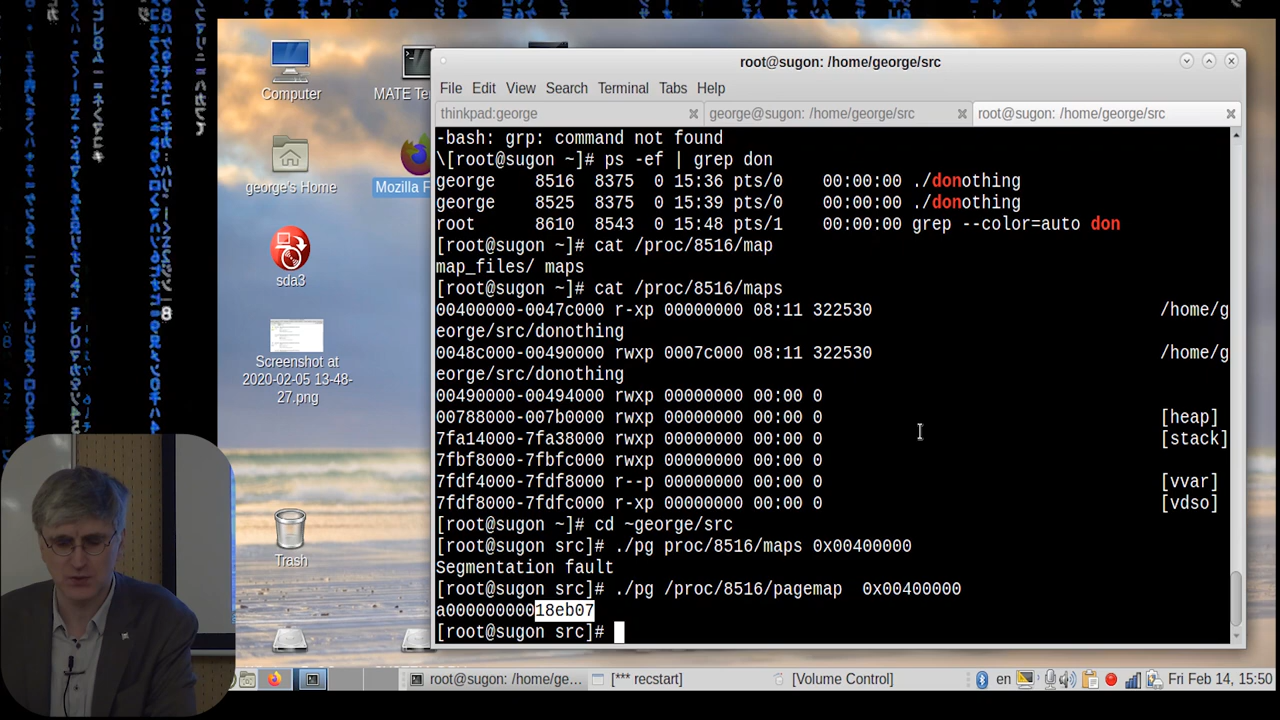 Computer
MATE Te
george's Home
Mozilla F
sda3
Screenshot at
2020-02-05 13-48-
27.png
Trash
root@sugon: /home/george/src
File Edit View Search Terminal Tabs Help
thinkpad:george
george@sugon: /home/george/src
root@sugon: /home/george/src
-bash: grp: command not found
\[root@sugon ~]# ps -ef | grep don
george 8516 8375 0 15:36 pts/0 00:00:00 ./donothing
george 8525 8375 0 15:39 pts/0 00:00:00 ./donothing
root 8610 8543 0 15:48 pts/1 00:00:00 grep --color=auto don
[root@sugon ~]# cat /proc/8516/map
map_files/ maps
[root@sugon ~]# cat /proc/8516/maps
00400000-0047c000 r-xp 00000000 08:11 322530 /home/g
eorge/src/donothing
0048c000-00490000 rwxp 0007c000 08:11 322530 /home/g
eorge/src/donothing
00490000-00494000 rwxp 00000000 00:00 0
00788000-007b0000 rwxp 00000000 00:00 0 [heap]
7fa14000-7fa38000 rwxp 00000000 00:00 0 [stack]
7fbf8000-7fbfc000 rwxp 00000000 00:00 0
7fdf4000-7fdf8000 r--p 00000000 00:00 0 [vvar]
7fdf8000-7fdfc000 r-xp 00000000 00:00 0 [vdso]
[root@sugon ~]# cd ~george/src
[root@sugon src]# ./pg proc/8516/maps 0x00400000
Segmentation fault
[root@sugon src]# ./pg /proc/8516/pagemap 0x00400000
a00000000018eb07
[root@sugon src]#
root@sugon: /home/ge...
[*** recstart]
[Volume Control]
en
Fri Feb 14, 15:50